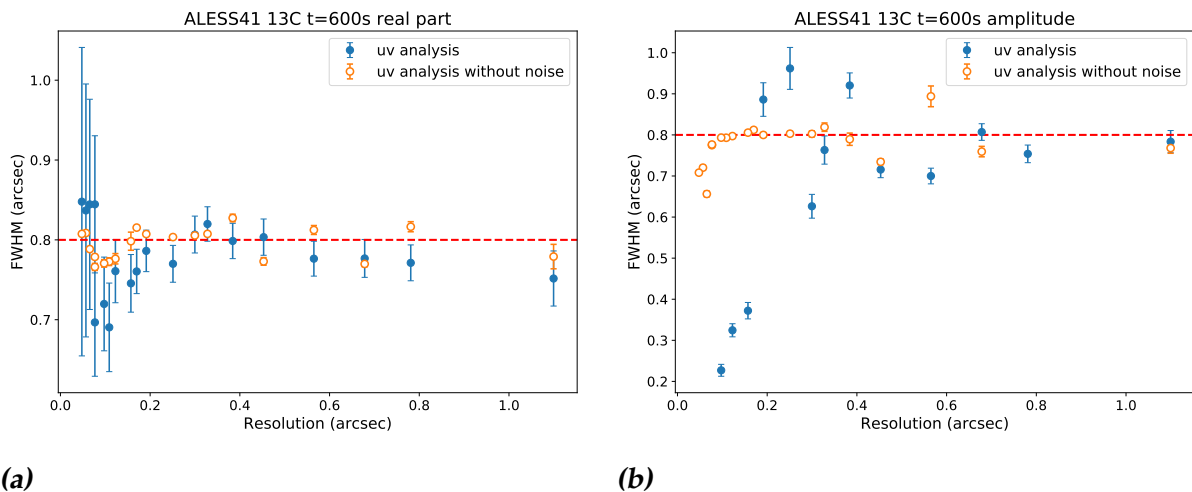 ALESS41 13C t=600s real part
uv analysis
uv analysis without noise
FWHM (arcsec)
1.0
0.9
0.8
0.7
0.0 0.2 0.4 0.6 0.8 1.0
Resolution (arcsec)
(a)
ALESS41 13C t=600s amplitude
uv analysis
uv analysis without noise
FWHM (arcsec)
1.0
0.9
0.8
0.7
0.6
0.5
0.4
0.3
0.2
0.0 0.2 0.4 0.6 0.8 1.0
Resolution (arcsec)
(b)